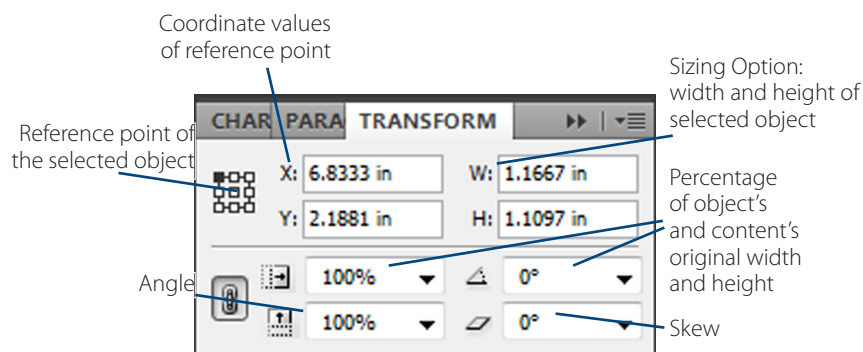 Coordinate values
of reference point
Sizing Option:
width and height of
selected object
CHAR PARA TRANSFORM
Reference point of
the selected object
X: 6.8333 in W: 1.1667 in
Y: 2.1881 in H: 1.1097 in
Percentage
of object's
and content's
original width
and height
Angle
100% 0°
100% 0°
Skew